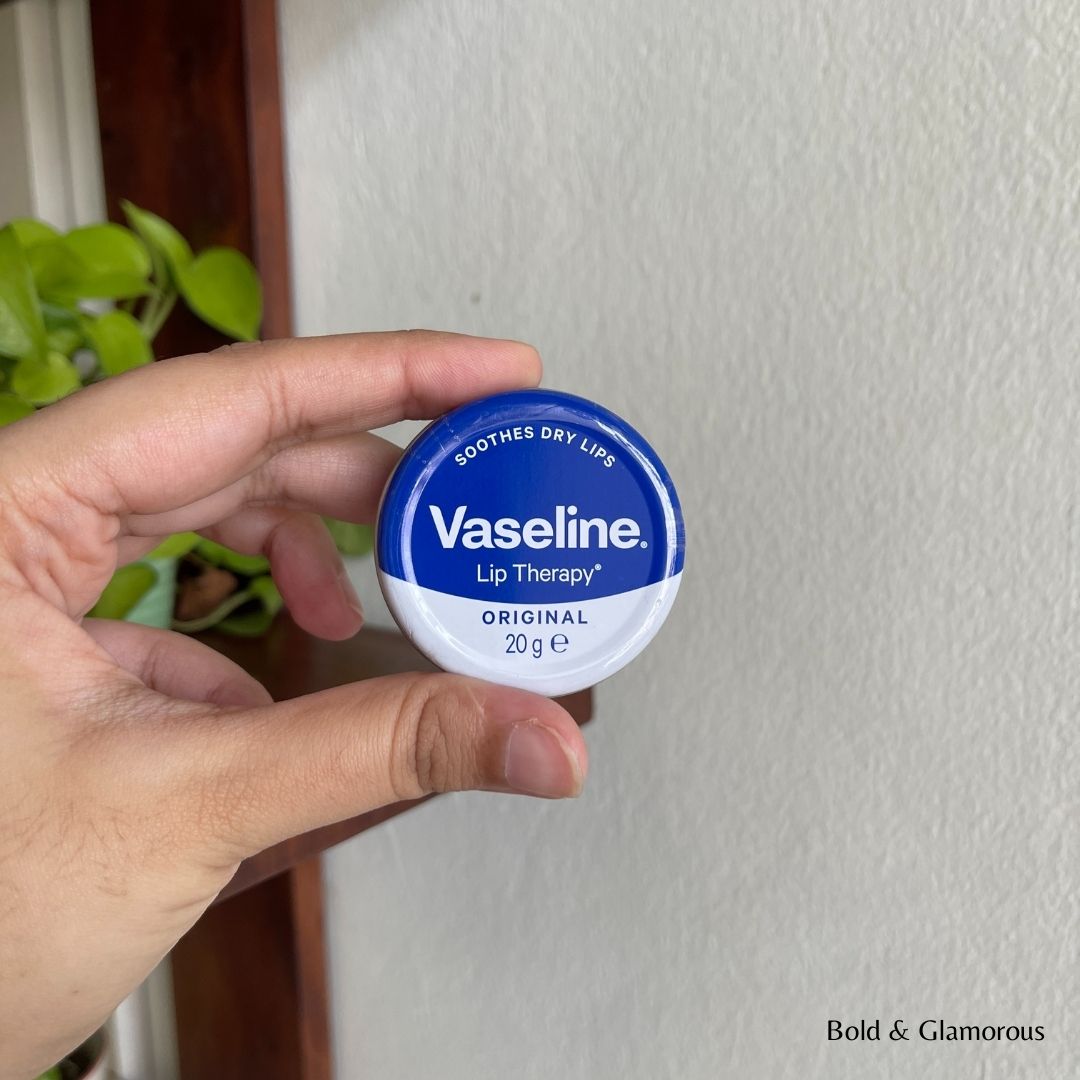 SOOTHES DRY LIPS
Vaseline®
Lip Therapy®
ORIGINAL
20 g ℮
Bold & Glamorous